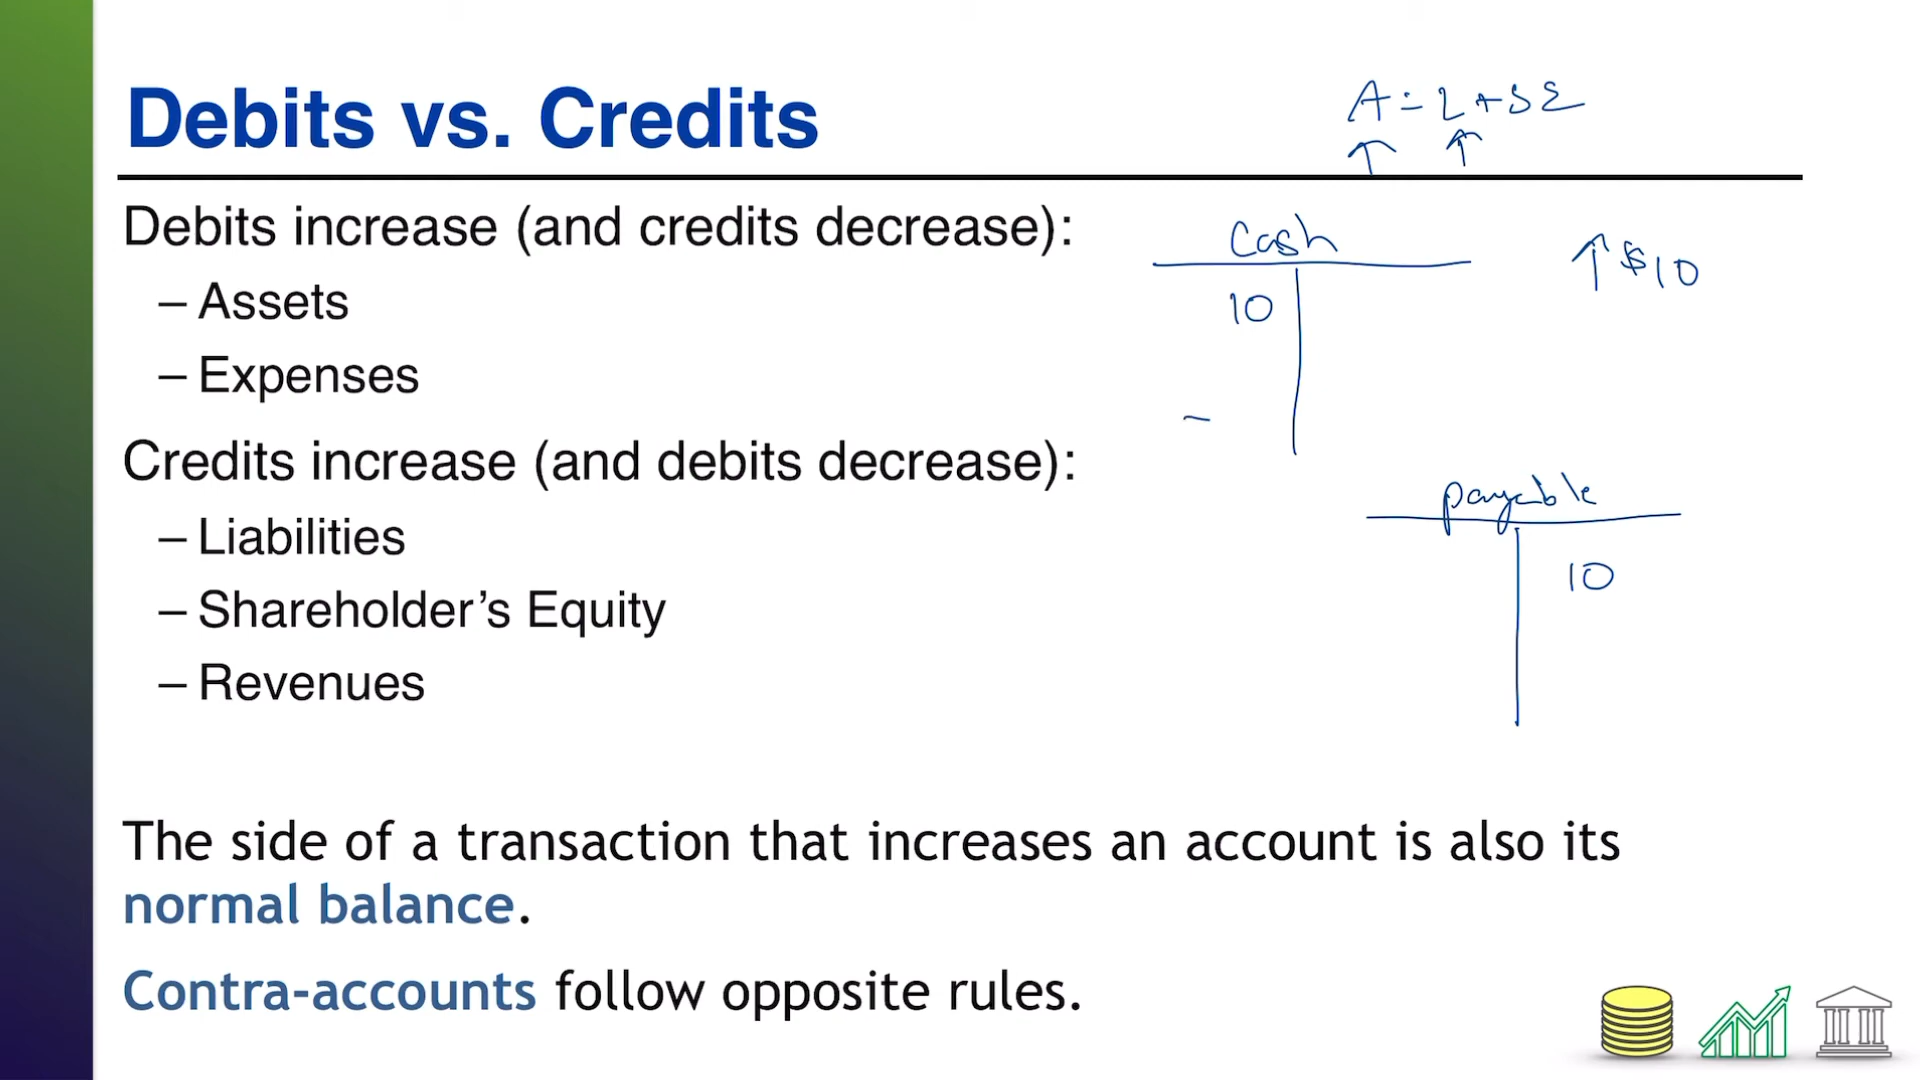 Debits vs. Credits
A = L + SE
↑ ↑
Debits increase (and credits decrease):
– Assets
– Expenses
Credits increase (and debits decrease):
– Liabilities
– Shareholder’s Equity
– Revenues
Cash
10
↑ $10
payable
10
The side of a transaction that increases an account is also its
normal balance.
Contra-accounts follow opposite rules.